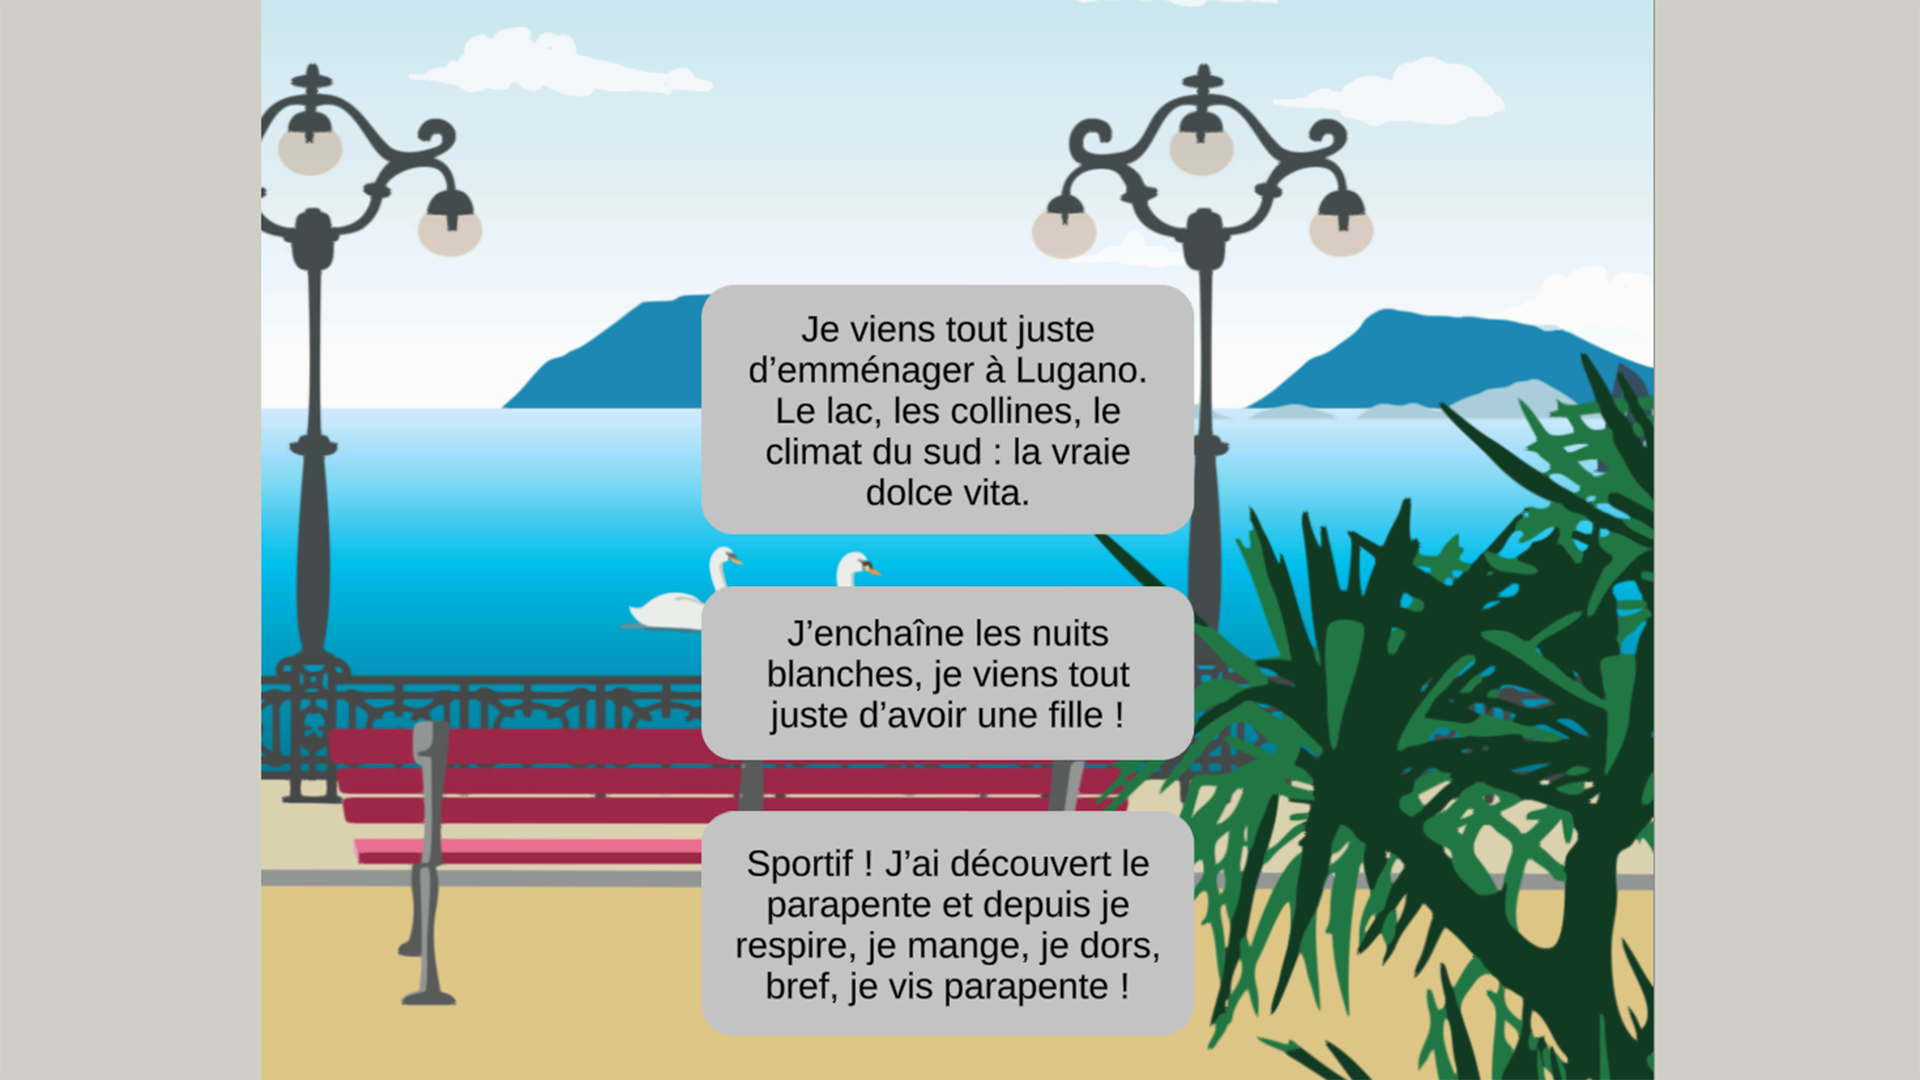 Je viens tout juste
d’emménager à Lugano.
Le lac, les collines, le
climat du sud : la vraie
dolce vita.
J’enchaîne les nuits
blanches, je viens tout
juste d’avoir une fille !
Sportif ! J’ai découvert le
parapente et depuis je
respire, je mange, je dors,
bref, je vis parapente !